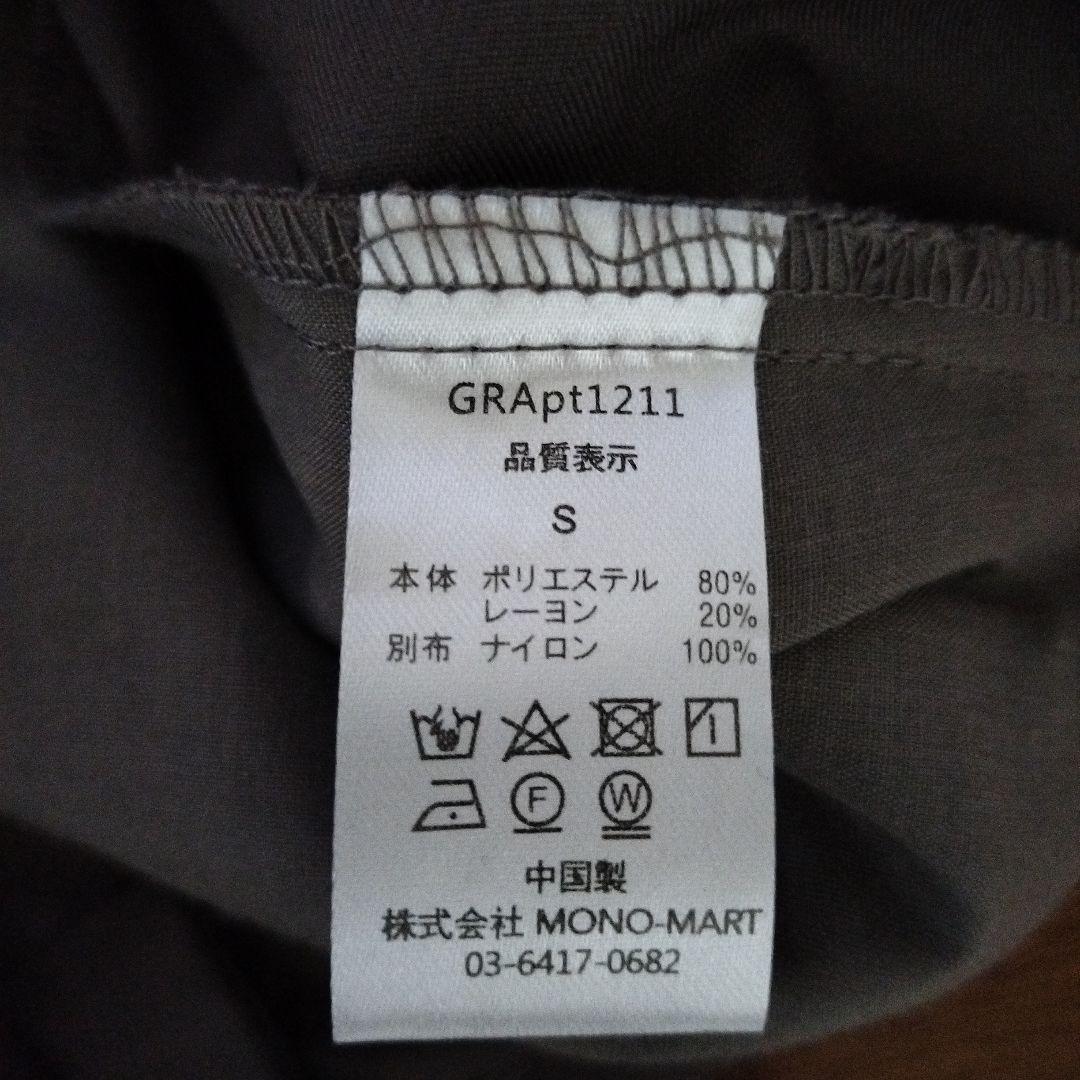 GRApt1211
品質表示
S
本体 ポリエステル 80%
レーヨン 20%
別布 ナイロン 100%
F W
中国製
株式会社 MONO-MART
03-6417-0682